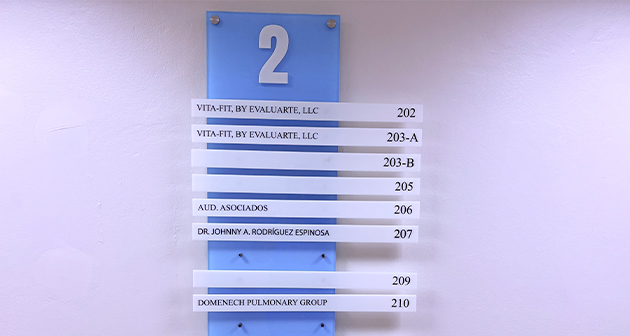 2
VITA-FIT, BY EVALUARTE, LLC 202
VITA-FIT, BY EVALUARTE, LLC 203-A
203-B
205
AUD. ASOCIADOS 206
DR. JOHNNY A. RODRÍGUEZ ESPINOSA 207
209
DOMENECH PULMONARY GROUP 210